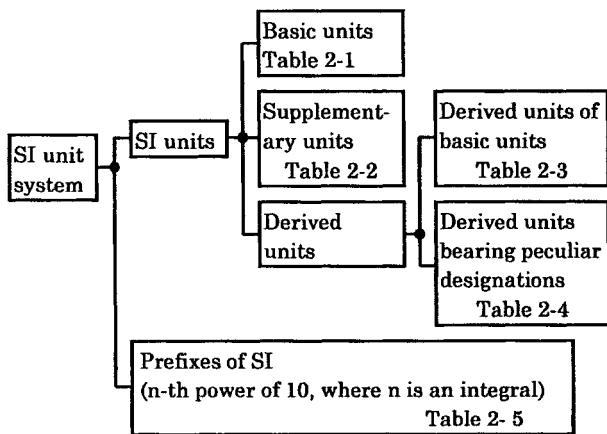 SI unit
system
SI units
Basic units
Table 2-1
Supplement-
ary units
Table 2-2
Derived
units
Derived units of
basic units
Table 2-3
Derived units
bearing peculiar
designations
Table 2-4
Prefixes of SI
(n-th power of 10, where n is an integral)
Table 2- 5